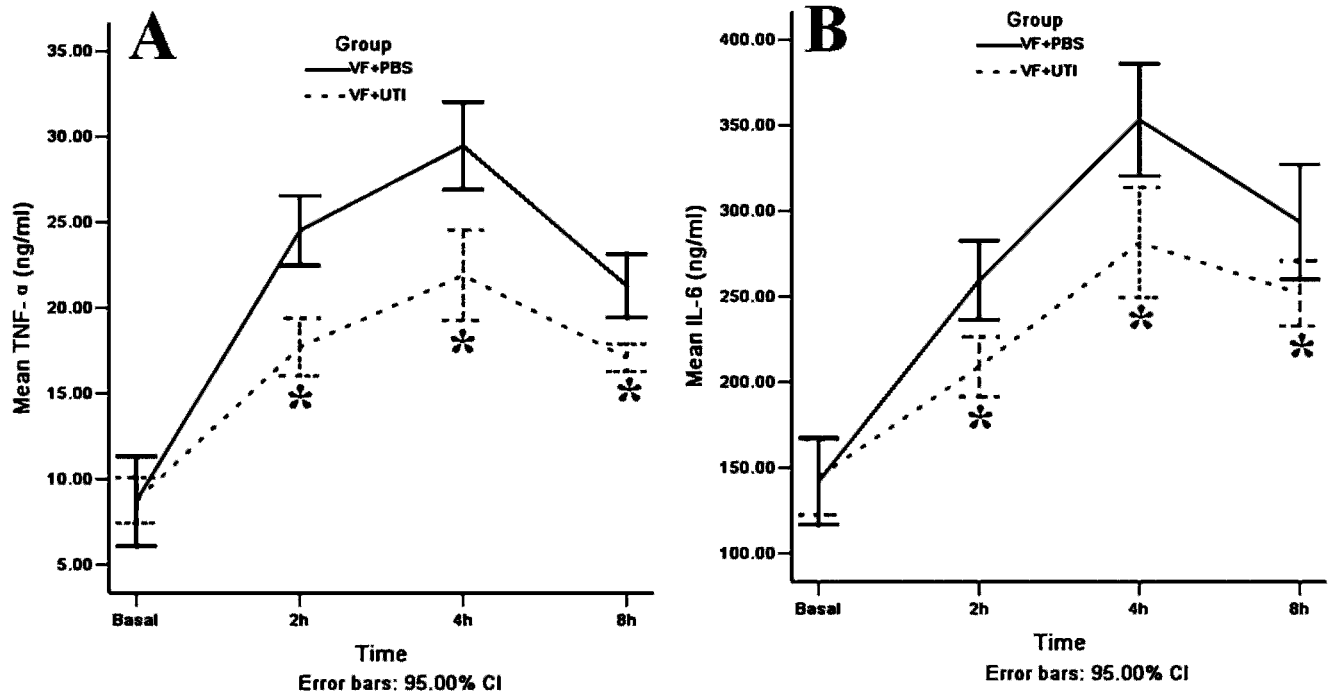 A
Group
VF+PBS
VF+UTI
35.00
30.00
25.00
20.00
15.00
10.00
5.00
Mean TNF- α (ng/ml)
*
*
*
Basal
2h
4h
8h
Time
Error bars: 95.00% CI
B
Group
VF+PBS
VF+UTI
400.00
350.00
300.00
250.00
200.00
150.00
100.00
Mean IL-6 (ng/ml)
*
*
*
Basal
2h
4h
8h
Time
Error bars: 95.00% CI